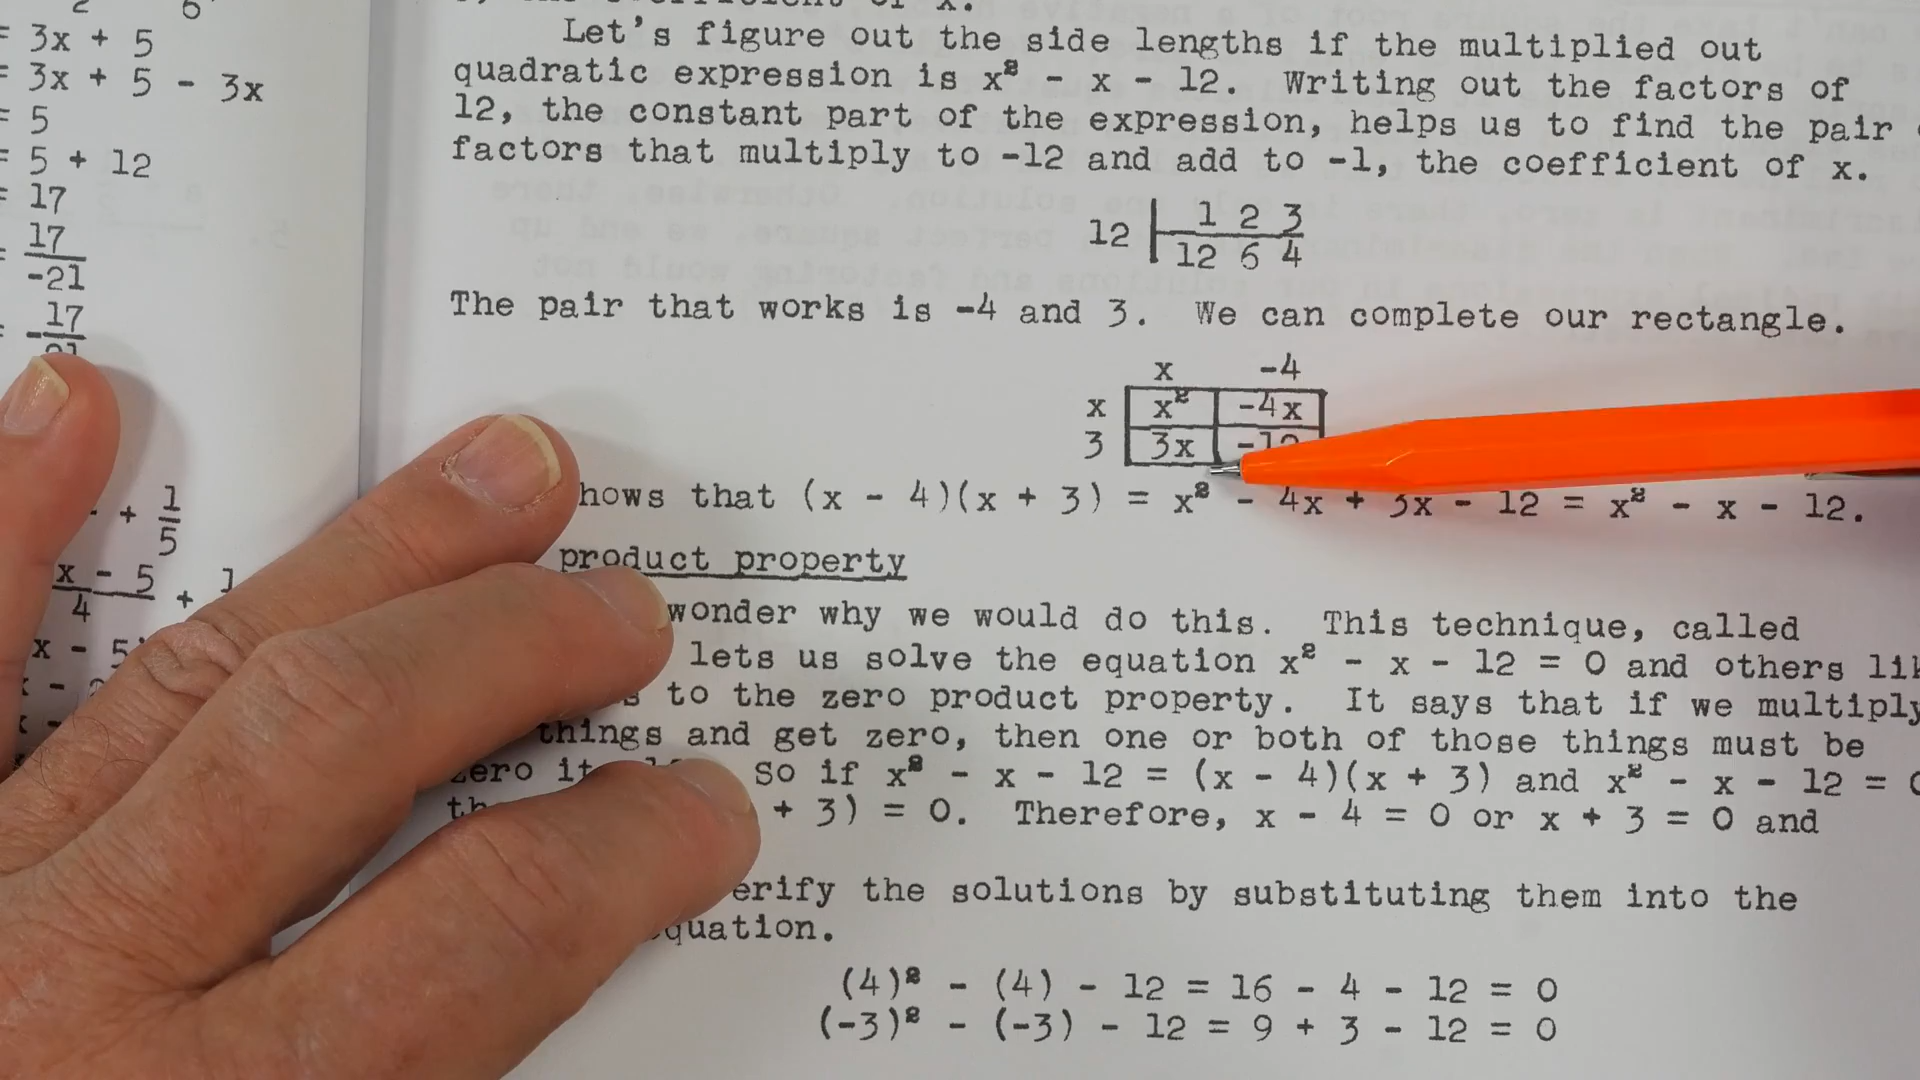 = 3x + 5
= 3x + 5 - 3x
= 5
= 5 + 12
= 17
= 17
-21
= - 17
21
+ 1
5
x - 5 +
4
x - 5
Let's figure out the side lengths if the multiplied out
quadratic expression is x² - x - 12. Writing out the factors of
12, the constant part of the expression, helps us to find the pair
factors that multiply to -12 and add to -1, the coefficient of x.
12 | 1 2 3
12 6 4
The pair that works is -4 and 3. We can complete our rectangle.
x -4
x x² -4x
3 3x
hows that (x - 4)(x + 3) = x² - 4x + 3x - 12 = x² - x - 12.
product property
wonder why we would do this. This technique, called
lets us solve the equation x² - x - 12 = 0 and others
to the zero product property. It says that if we multiply
things and get zero, then one or both of those things must be
zero So if x² - x - 12 = (x - 4)(x + 3) and x² - x - 12 =
+ 3) = 0. Therefore, x - 4 = 0 or x + 3 = 0 and
erify the solutions by substituting them into the
quation.
(4)² - (4) - 12 = 16 - 4 - 12 = 0
(-3)² - (-3) - 12 = 9 + 3 - 12 = 0